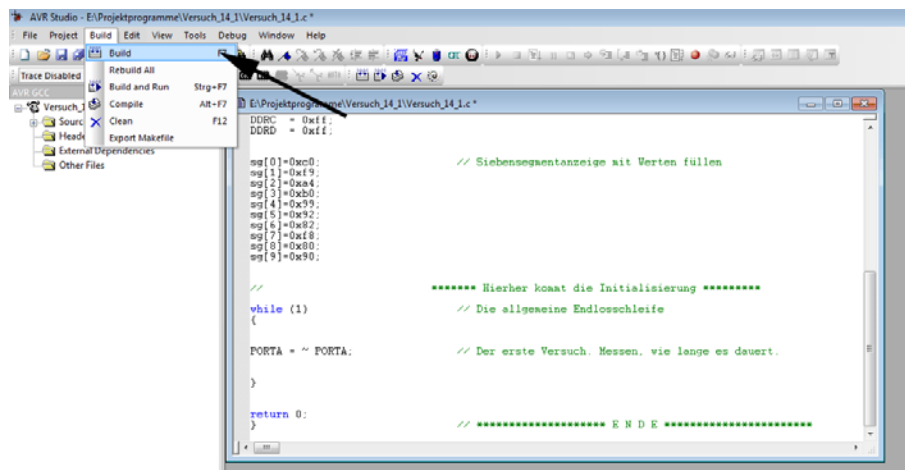 AVR Studio - E:\Projektprogramme\Versuch_14_1\Versuch_14_1.c *
File Project Build Edit View Tools Debug Window Help
Build
Trace Disabled
Rebuild All
AVR GCC
Build and Run Strg+F7
Compile Alt+F7
Clean F12
Export Makefile
Versuch_1
Sourc
Heade
External Dependencies
Other Files
E:\Projektprogramme\Versuch_14_1\Versuch_14_1.c *
DDRC = 0xff;
DDRD = 0xff;
sg[0]=0xc0; // Siebensegmentanzeige mit Werten füllen
sg[1]=0xf9;
sg[2]=0xa4;
sg[3]=0xb0;
sg[4]=0x99;
sg[5]=0x92;
sg[6]=0x82;
sg[7]=0xf8;
sg[8]=0x80;
sg[9]=0x90;
// ******* Hierher kommt die Initialisierung *********
while (1) // Die allgemeine Endlosschleife
{
PORTA = ~ PORTA; // Der erste Versuch. Messen, wie lange es dauert.
}
return 0;
} // ******************** E N D E ***********************